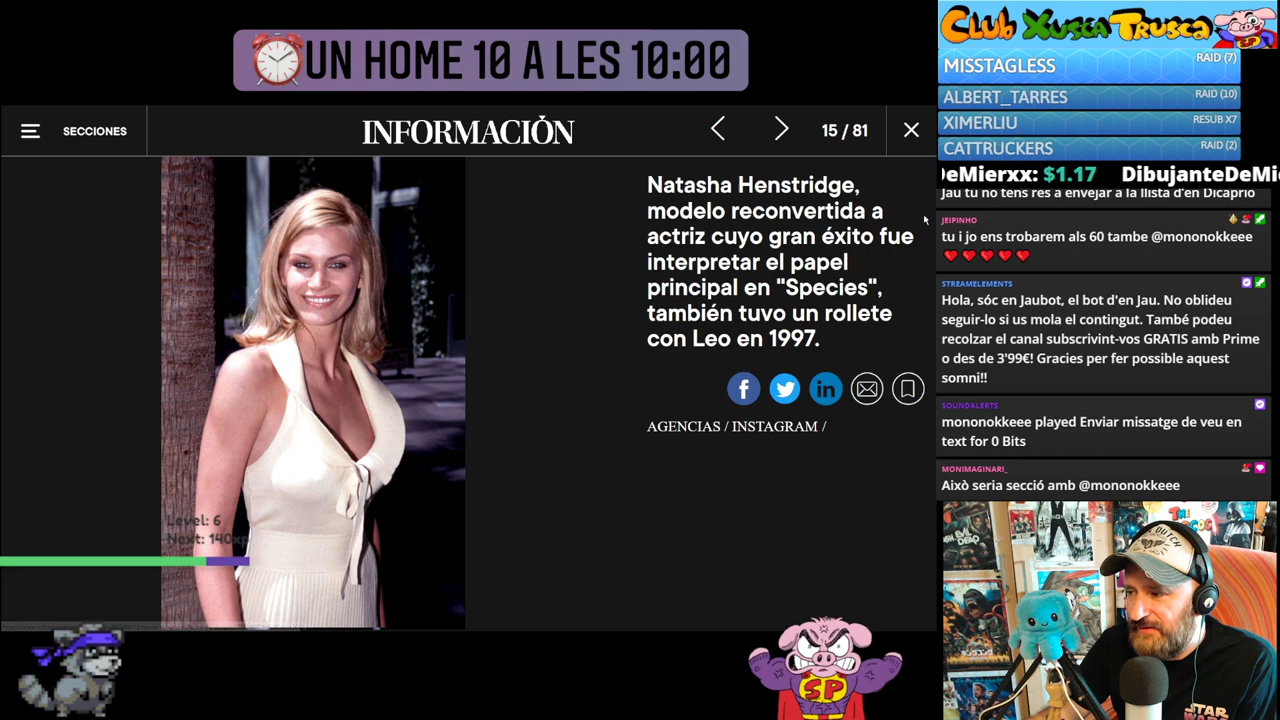 UN HOME 10 A LES 10:00
SECCIONES
INFORMACIÓN
15 / 81
Natasha Henstridge,
modelo reconvertida a
actriz cuyo gran éxito fue
interpretar el papel
principal en "Species",
también tuvo un rollete
con Leo en 1997.
AGENCIAS / INSTAGRAM /
Level: 6
Next: 140xp
SP
Club Xusca Trusca
SP
MISSTAGLESS RAID (7)
ALBERT_TARRES RAID (10)
XIMERLIU RESUB X7
CATTRUCKERS RAID (2)
DeMierxx: $1.17 DibujanteDeMi
Jau tu no tens res a envejar a la llista d'en Dicaprio
JEIPINHO
tu i jo ens trobarem als 60 tambe @mononokkeee
STREAMELEMENTS
Hola, sóc en Jaubot, el bot d'en Jau. No oblideu
seguir-lo si us mola el contingut. També podeu
recolzar el canal subscrivint-vos GRATIS amb Prime
o des de 3'99€! Gracies per fer possible aquest
somni!!
SOUNDALERTS
mononokkeee played Enviar missatge de veu en
text for 0 Bits
MONIMAGINARI_
Això seria secció amb @mononokkeee
STAR